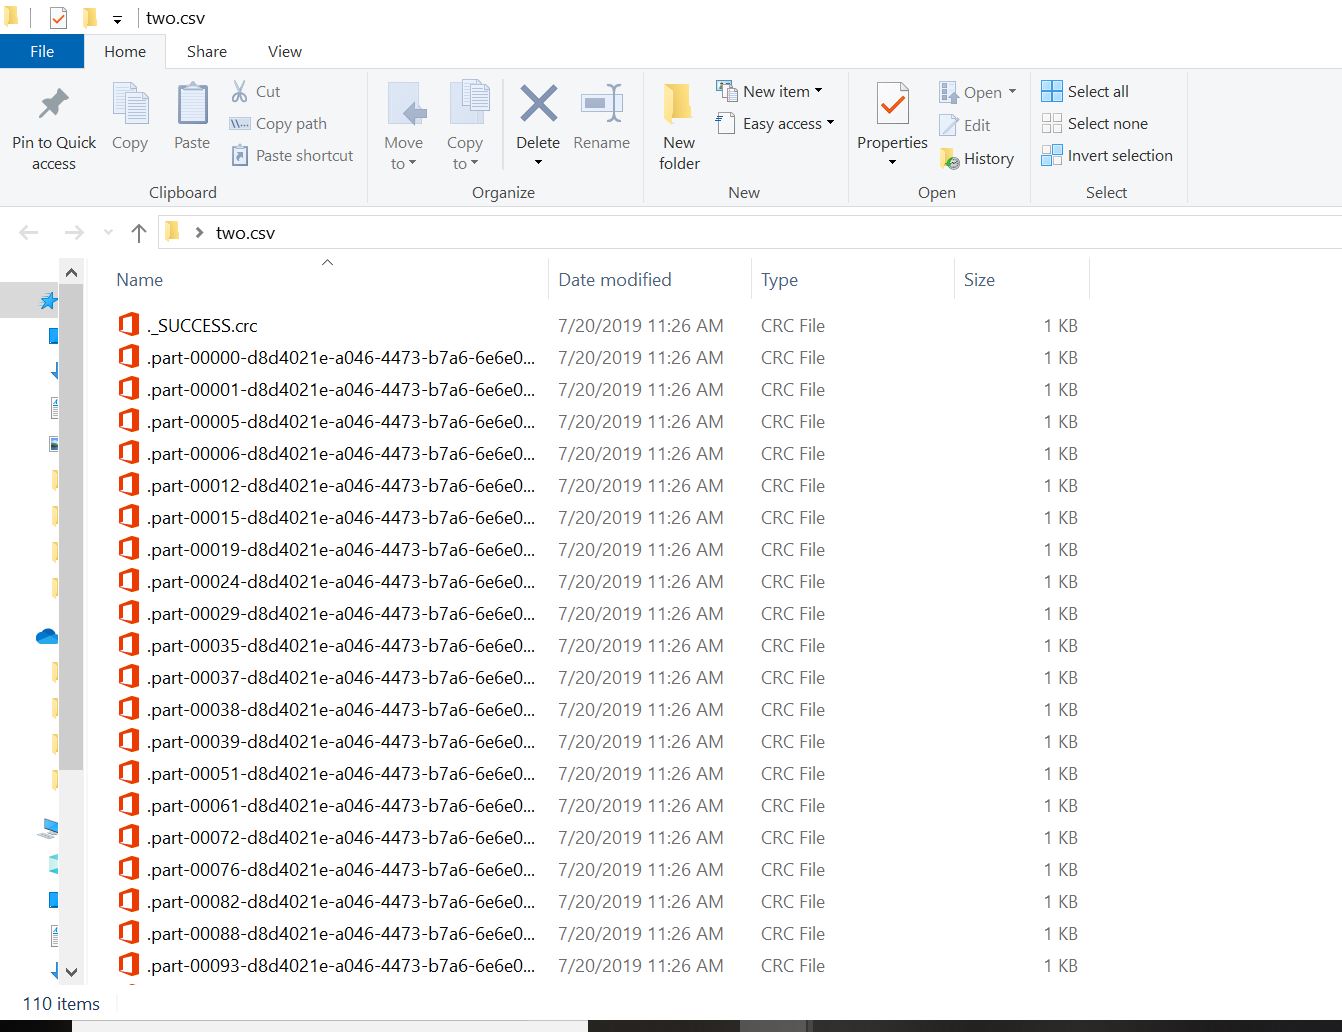 two.csv
File Home Share View
Pin to Quick access
Copy
Paste
Cut
Copy path
Paste shortcut
Clipboard
Move to
Copy to
Delete
Rename
Organize
New folder
New item
Easy access
New
Properties
Open
Edit
History
Open
Select all
Select none
Invert selection
Select
two.csv
Name Date modified Type Size
._SUCCESS.crc 7/20/2019 11:26 AM CRC File 1 KB
.part-00000-d8d4021e-a046-4473-b7a6-6e6e0... 7/20/2019 11:26 AM CRC File 1 KB
.part-00001-d8d4021e-a046-4473-b7a6-6e6e0... 7/20/2019 11:26 AM CRC File 1 KB
.part-00005-d8d4021e-a046-4473-b7a6-6e6e0... 7/20/2019 11:26 AM CRC File 1 KB
.part-00006-d8d4021e-a046-4473-b7a6-6e6e0... 7/20/2019 11:26 AM CRC File 1 KB
.part-00012-d8d4021e-a046-4473-b7a6-6e6e0... 7/20/2019 11:26 AM CRC File 1 KB
.part-00015-d8d4021e-a046-4473-b7a6-6e6e0... 7/20/2019 11:26 AM CRC File 1 KB
.part-00019-d8d4021e-a046-4473-b7a6-6e6e0... 7/20/2019 11:26 AM CRC File 1 KB
.part-00024-d8d4021e-a046-4473-b7a6-6e6e0... 7/20/2019 11:26 AM CRC File 1 KB
.part-00029-d8d4021e-a046-4473-b7a6-6e6e0... 7/20/2019 11:26 AM CRC File 1 KB
.part-00035-d8d4021e-a046-4473-b7a6-6e6e0... 7/20/2019 11:26 AM CRC File 1 KB
.part-00037-d8d4021e-a046-4473-b7a6-6e6e0... 7/20/2019 11:26 AM CRC File 1 KB
.part-00038-d8d4021e-a046-4473-b7a6-6e6e0... 7/20/2019 11:26 AM CRC File 1 KB
.part-00039-d8d4021e-a046-4473-b7a6-6e6e0... 7/20/2019 11:26 AM CRC File 1 KB
.part-00051-d8d4021e-a046-4473-b7a6-6e6e0... 7/20/2019 11:26 AM CRC File 1 KB
.part-00061-d8d4021e-a046-4473-b7a6-6e6e0... 7/20/2019 11:26 AM CRC File 1 KB
.part-00072-d8d4021e-a046-4473-b7a6-6e6e0... 7/20/2019 11:26 AM CRC File 1 KB
.part-00076-d8d4021e-a046-4473-b7a6-6e6e0... 7/20/2019 11:26 AM CRC File 1 KB
.part-00082-d8d4021e-a046-4473-b7a6-6e6e0... 7/20/2019 11:26 AM CRC File 1 KB
.part-00088-d8d4021e-a046-4473-b7a6-6e6e0... 7/20/2019 11:26 AM CRC File 1 KB
.part-00093-d8d4021e-a046-4473-b7a6-6e6e0... 7/20/2019 11:26 AM CRC File 1 KB
110 items